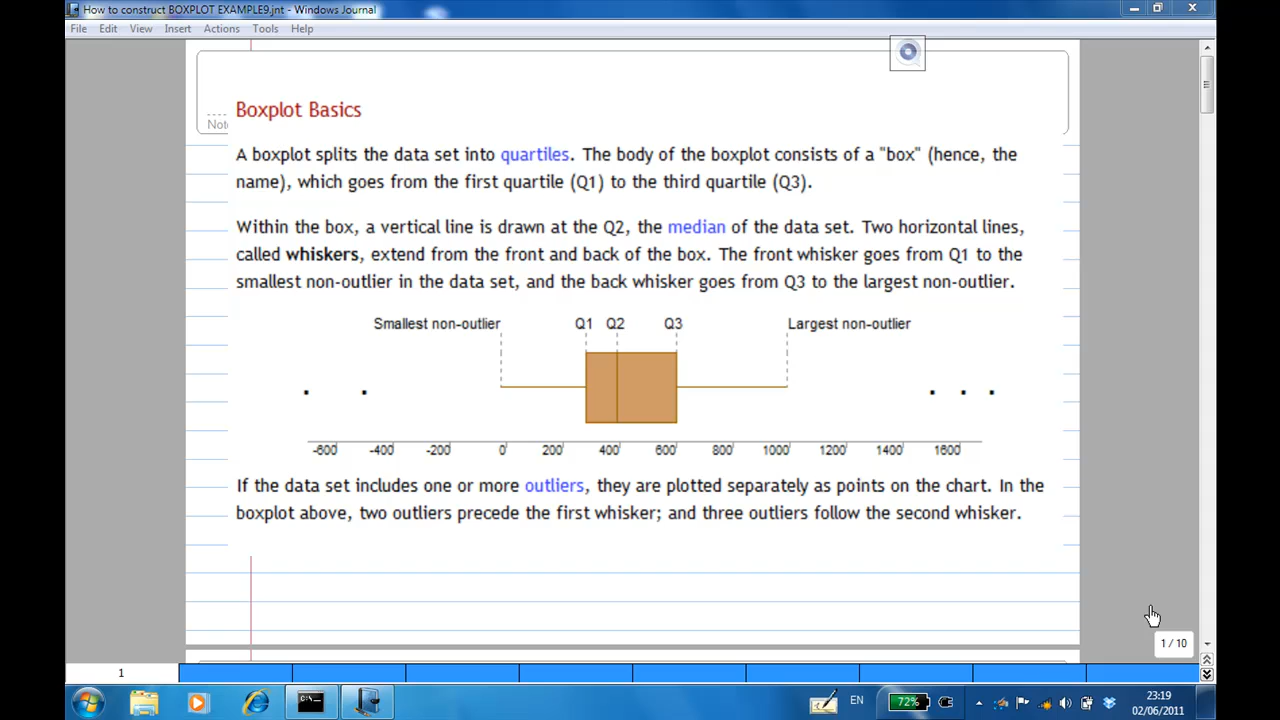 How to construct BOXPLOT EXAMPLE9.jnt - Windows Journal
File Edit View Insert Actions Tools Help
Boxplot Basics
A boxplot splits the data set into quartiles. The body of the boxplot consists of a "box" (hence, the
name), which goes from the first quartile (Q1) to the third quartile (Q3).
Within the box, a vertical line is drawn at the Q2, the median of the data set. Two horizontal lines,
called whiskers, extend from the front and back of the box. The front whisker goes from Q1 to the
smallest non-outlier in the data set, and the back whisker goes from Q3 to the largest non-outlier.
Smallest non-outlier Q1 Q2 Q3 Largest non-outlier
-600 -400 -200 0 200 400 600 800 1000 1200 1400 1600
If the data set includes one or more outliers, they are plotted separately as points on the chart. In the
boxplot above, two outliers precede the first whisker; and three outliers follow the second whisker.
1 / 10
1
EN 72% 23:19
02/06/2011